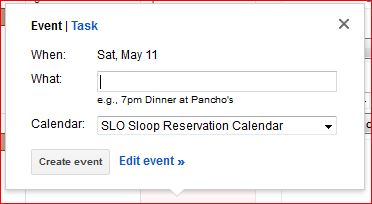 Event | Task
When: Sat, May 11
What:
e.g., 7pm Dinner at Pancho's
Calendar: SLO Sloop Reservation Calendar
Create event Edit event »